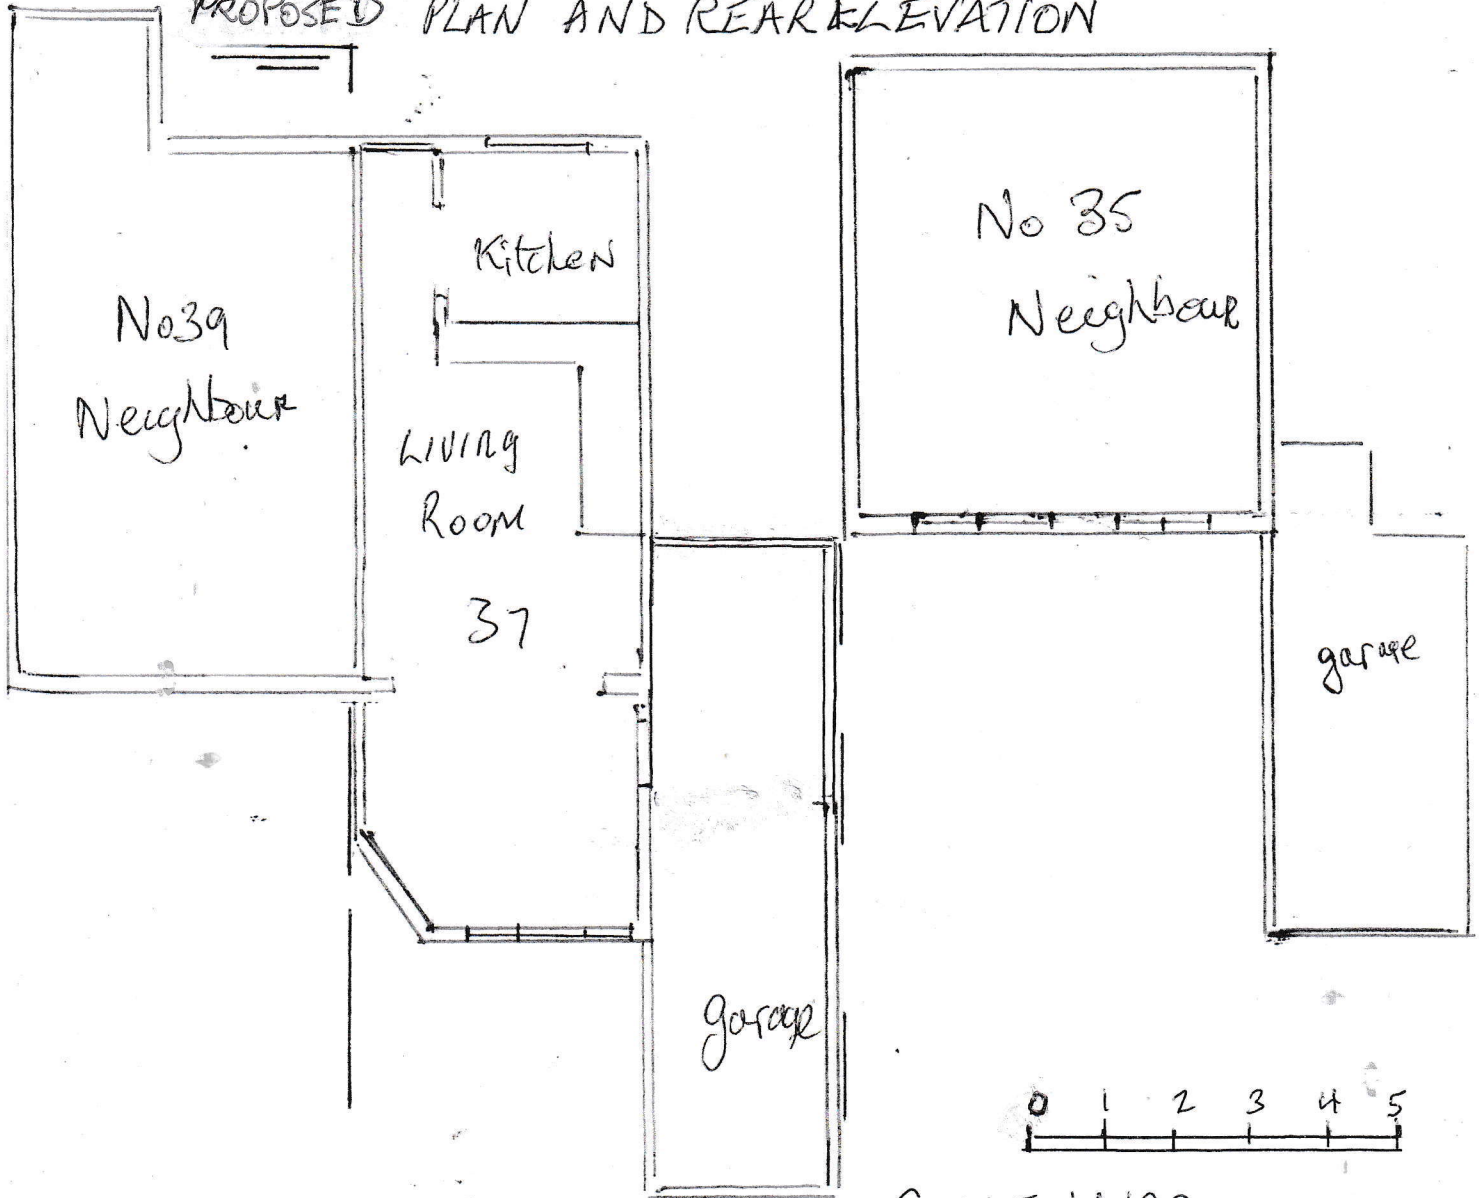 PROPOSED PLAN AND REAR ELEVATION
No 35
Neighbour
Kitchen
No39
Neighbour
LIVING
ROOM
37
garage
garage
0 1 2 3 4 5